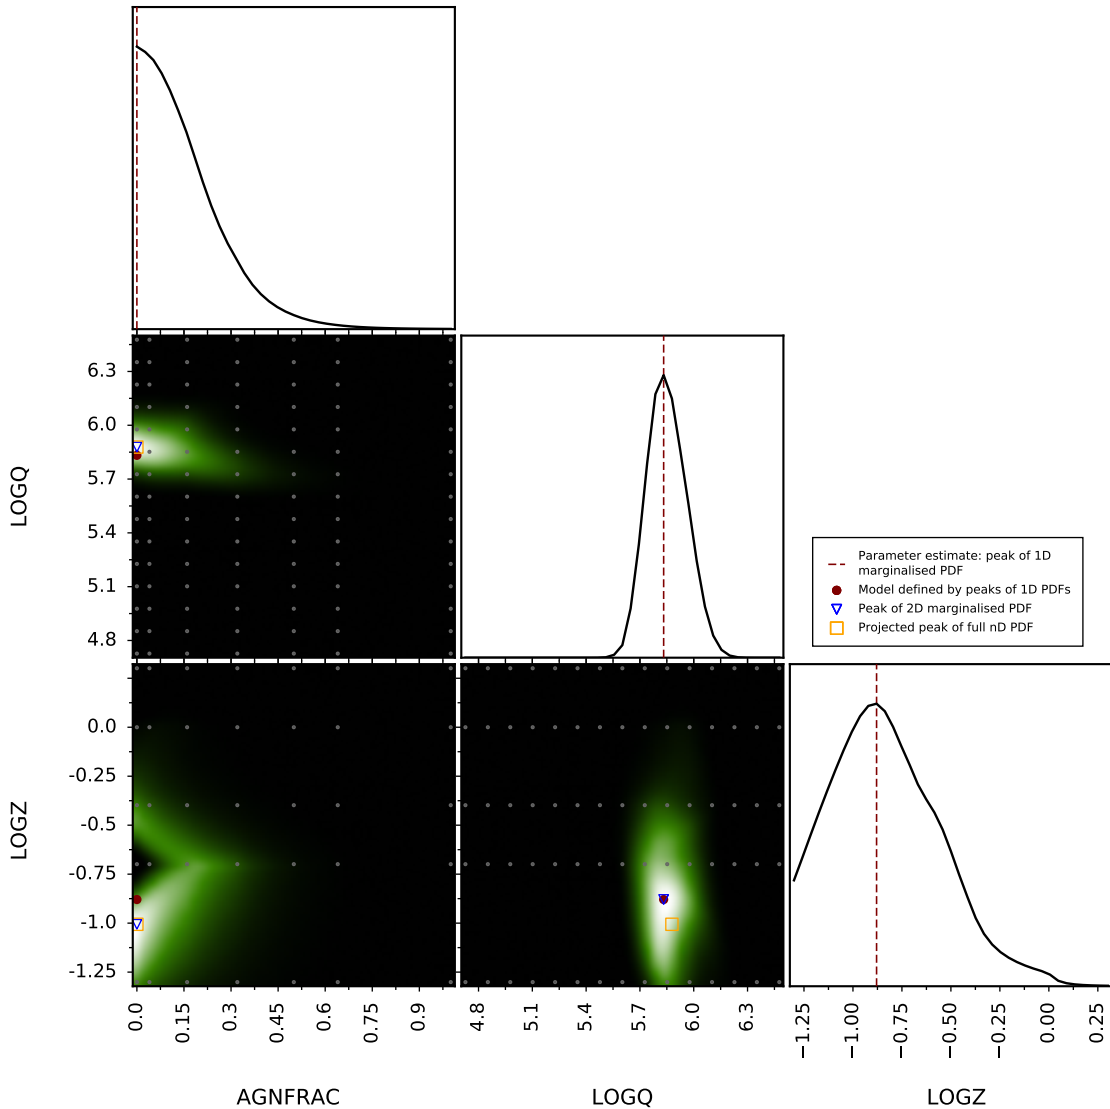 6.3
6.0
5.7
5.4
5.1
4.8
LOGQ
Parameter estimate: peak of 1D
marginalised PDF
Model defined by peaks of 1D PDFs
Peak of 2D marginalised PDF
Projected peak of full nD PDF
0.0
-0.25
-0.5
-0.75
-1.0
-1.25
LOGZ
0.0 0.15 0.3 0.45 0.6 0.75 0.9
4.8 5.1 5.4 5.7 6.0 6.3
−1.25 −1.00 −0.75 −0.50 −0.25 0.00 0.25
AGNFRAC LOGQ LOGZ